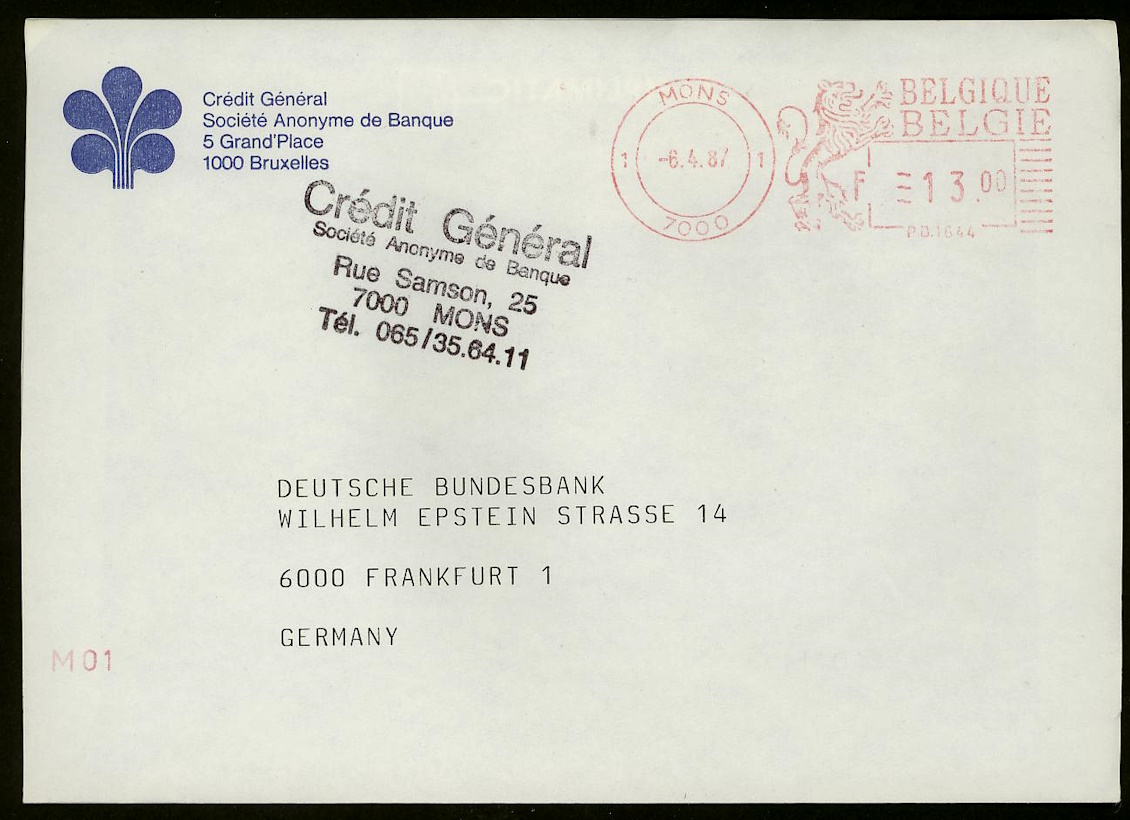 Crédit Général
Société Anonyme de Banque
5 Grand'Place
1000 Bruxelles
MONS
1 -6.4.87 1
7000
BELGIQUE
BELGIE
F 13.00
P.B.1644
Crédit Général
Société Anonyme de Banque
Rue Samson, 25
7000 MONS
Tél. 065/35.64.11
DEUTSCHE BUNDESBANK
WILHELM EPSTEIN STRASSE 14
6000 FRANKFURT 1
GERMANY
M01